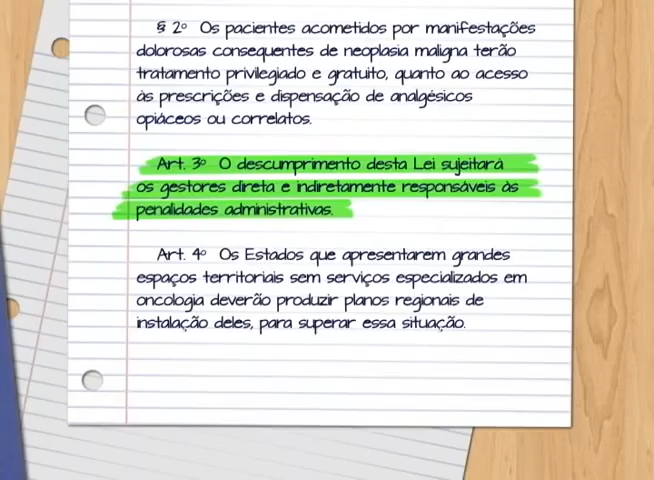 § 2º Os pacientes acometidos por manifestações
dolorosas consequentes de neoplasia maligna terão
tratamento privilegiado e gratuito, quanto ao acesso
às prescrições e dispensação de analgésicos
opiáceos ou correlatos.
Art. 3º O descumprimento desta Lei sujeitará
os gestores direta e indiretamente responsáveis às
penalidades administrativas.
Art. 4º Os Estados que apresentarem grandes
espaços territoriais sem serviços especializados em
oncologia deverão produzir planos regionais de
instalação deles, para superar essa situação.